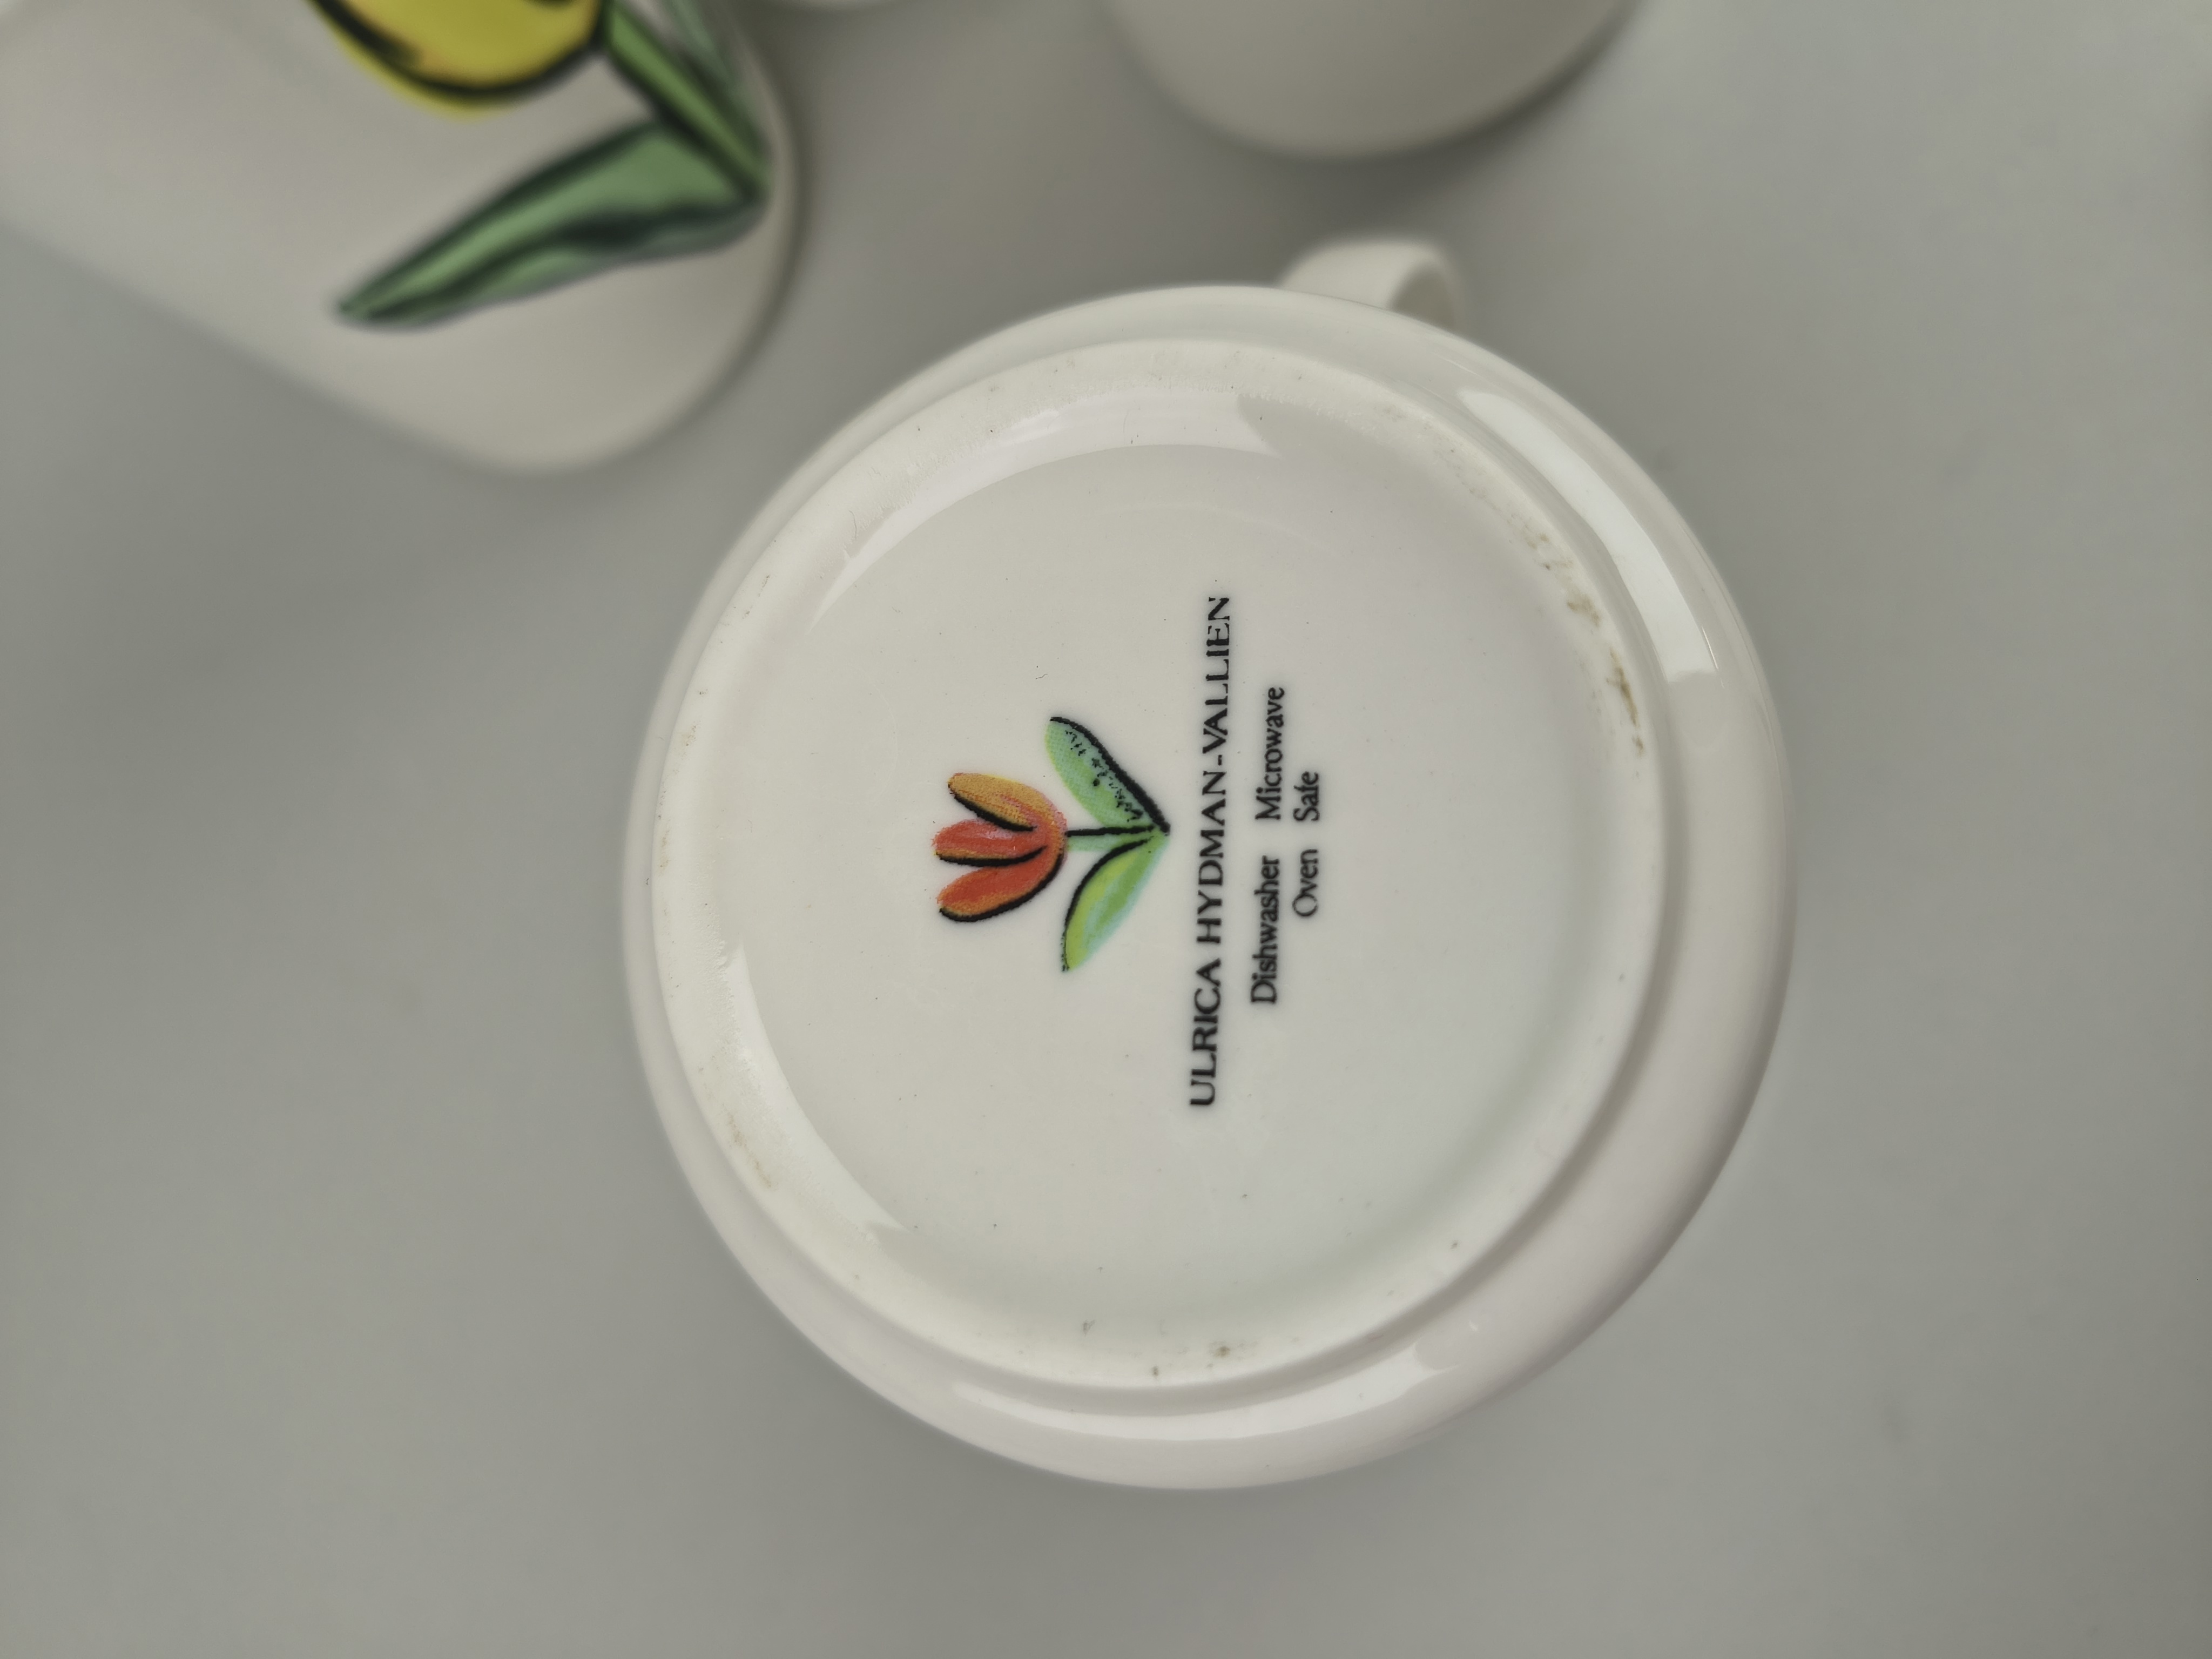 ULRICA HYDMAN-VALLIEN
Dishwasher Microwave
Oven Safe